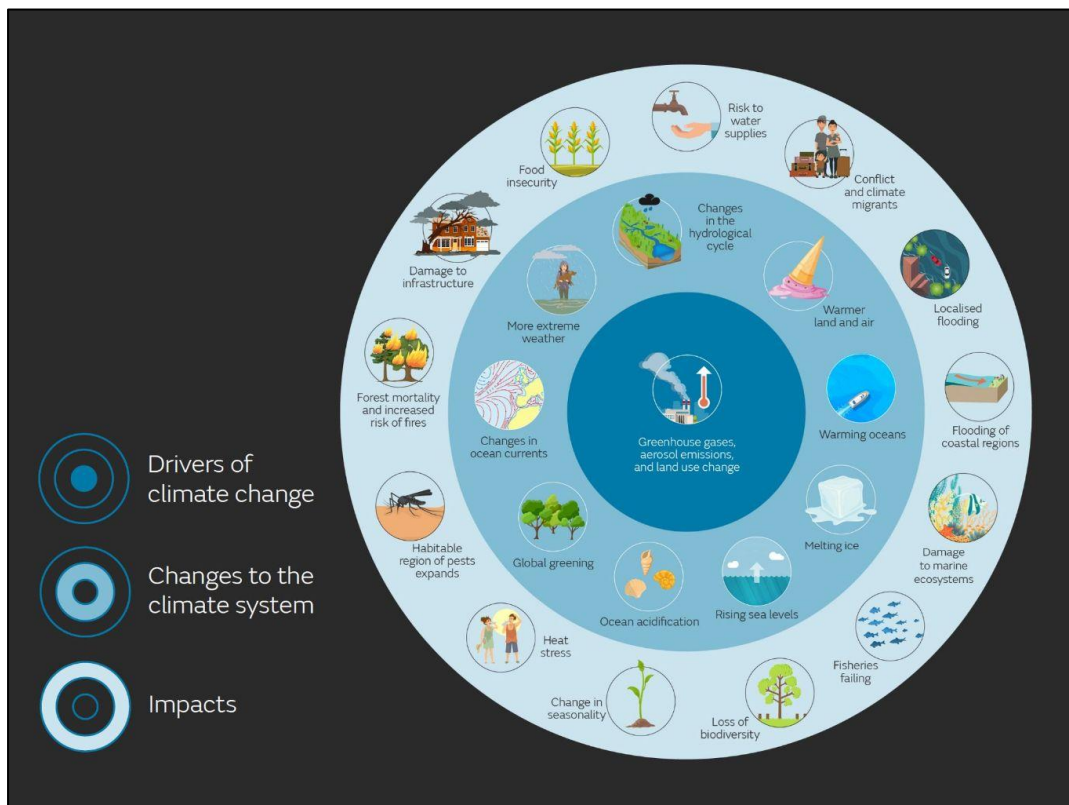 Drivers of
climate change
Changes to the
climate system
Impacts
Risk to
water
supplies
Conflict
and climate
migrants
Localised
flooding
Flooding of
coastal regions
Damage
to marine
ecosystems
Fisheries
failing
Loss of
biodiversity
Change in
seasonality
Heat
stress
Habitable
region of pests
expands
Forest mortality
and increased
risk of fires
Damage to
infrastructure
Food
insecurity
Changes
in the
hydrological
cycle
Warmer
land and air
Warming oceans
Melting ice
Rising sea levels
Ocean acidification
Global greening
Changes in
ocean currents
More extreme
weather
Greenhouse gases,
aerosol emissions,
and land use change